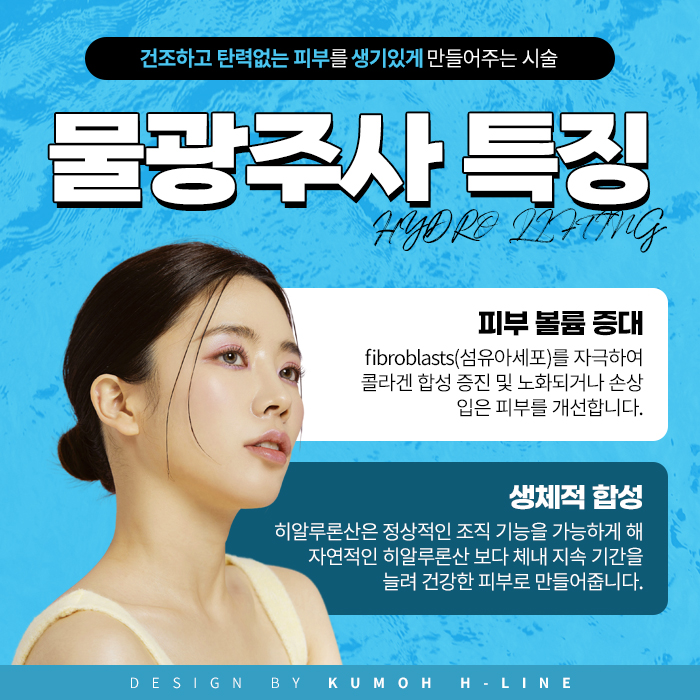 건조하고 탄력없는 피부를 생기있게 만들어주는 시술
물광주사 특징
HYDRO LIFTING
피부 볼륨 증대
fibroblasts(섬유아세포)를 자극하여
콜라겐 합성 증진 및 노화되거나 손상
입은 피부를 개선합니다.
생체적 합성
히알루론산은 정상적인 조직 기능을 가능하게 해
자연적인 히알루론산 보다 체내 지속 기간을
늘려 건강한 피부로 만들어줍니다.
DESIGN BY KUMOH H-LINE